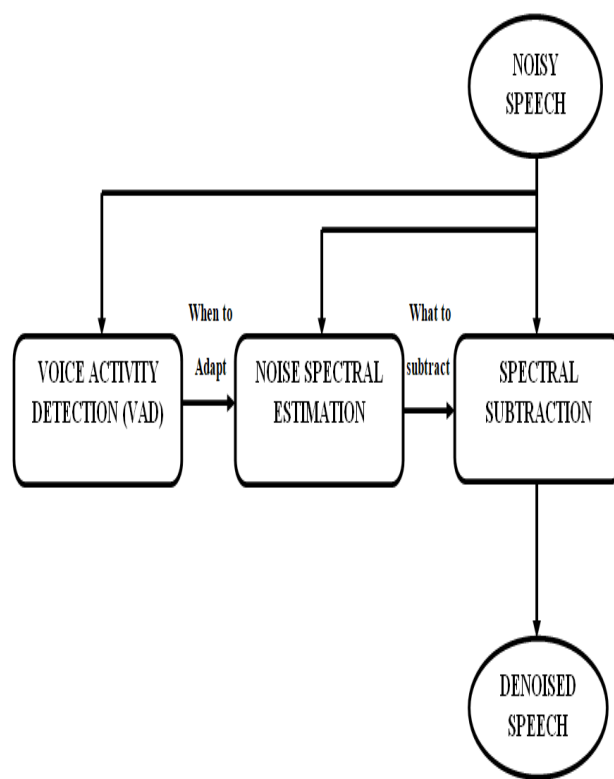 NOISY
SPEECH
When to
Adapt
What to
subtract
VOICE ACTIVITY
DETECTION (VAD)
NOISE SPECTRAL
ESTIMATION
SPECTRAL
SUBTRACTION
DENOISED
SPEECH